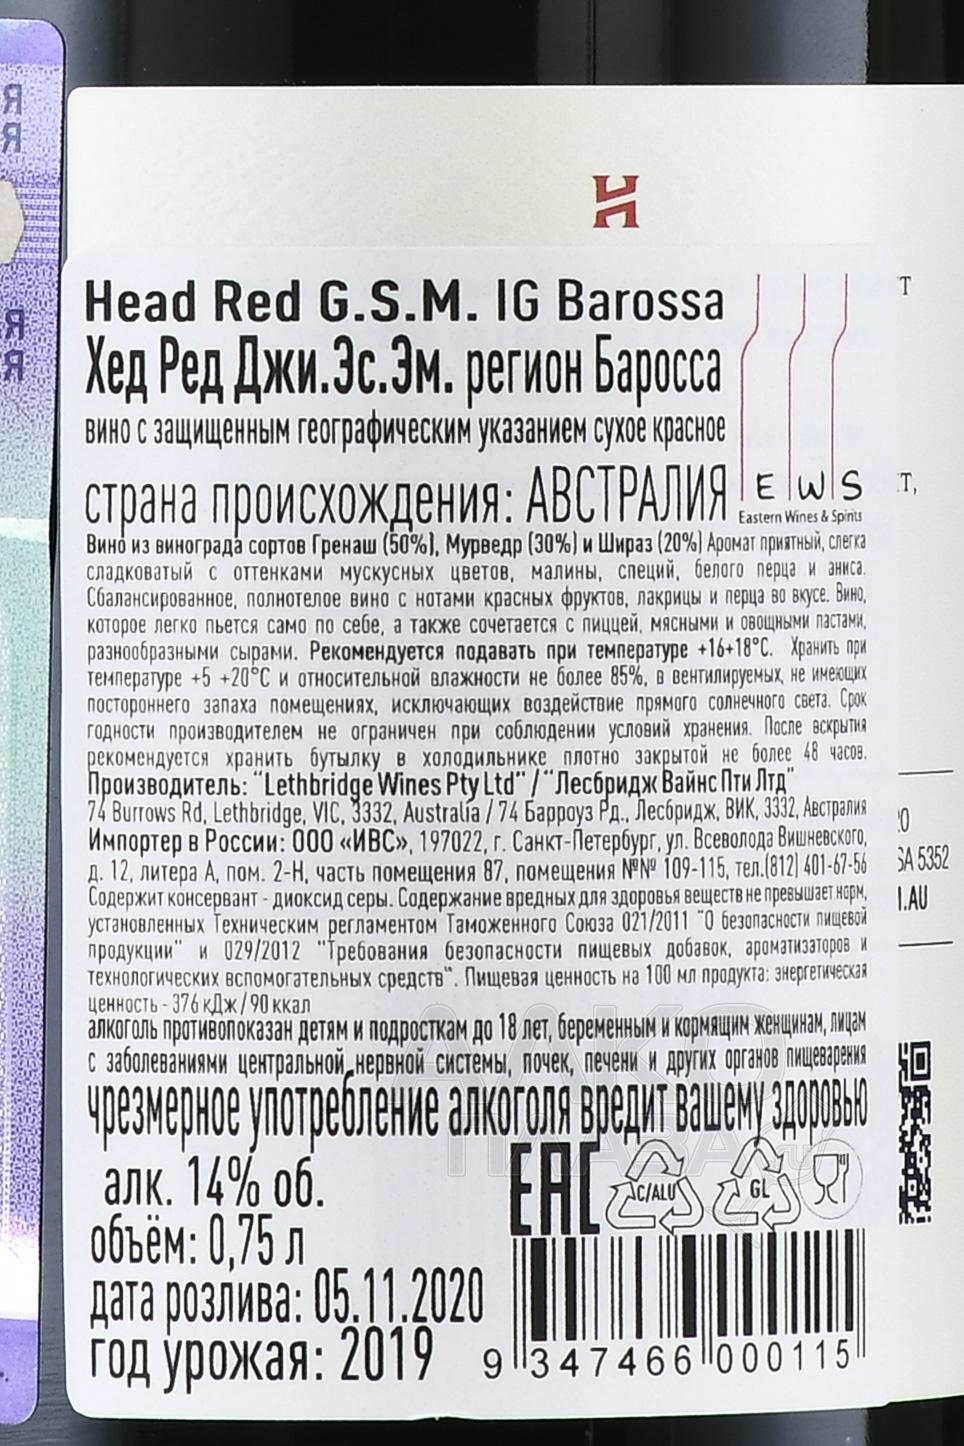 Head Red G.S.M. IG Barossa
Хед Ред Джи.Эс.Эм. регион Баросса
вино с защищенным географическим указанием сухое красное
страна происхождения: АВСТРАЛИЯ
E W S
Eastern Wines & Spirits
Вино из винограда сортов Гренаш (50%), Мурведр (30%) и Шираз (20%) Аромат приятный, слегка
сладковатый с оттенками мускусных цветов, малины, специй, белого перца и аниса.
Сбалансированное, полнотелое вино с нотами красных фруктов, лакрицы и перца во вкусе. Вино,
которое легко пьется само по себе, а также сочетается с пиццей, мясными и овощными пастами,
разнообразными сырами. Рекомендуется подавать при температуре +16+18°С. Хранить при
температуре +5 +20°С и относительной влажности не более 85%, в вентилируемых, не имеющих
постороннего запаха помещениях, исключающих воздействие прямого солнечного света. Срок
годности производителем не ограничен при соблюдении условий хранения. После вскрытия
рекомендуется хранить бутылку в холодильнике плотно закрытой не более 48 часов.
Производитель: "Lethbridge Wines Pty Ltd" / "Лесбридж Вайнс Пти Лтд"
74 Burrows Rd, Lethbridge, VIC, 3332, Australia / 74 Барроуз Рд., Лесбридж, ВИК, 3332, Австралия
Импортер в России: ООО «ИВС», 197022, г. Санкт-Петербург, ул. Всеволода Вишневского,
д. 12, литера А, пом. 2-Н, часть помещения 87, помещения №№ 109-115, тел.(812) 401-67-56
Содержит консервант - диоксид серы. Содержание вредных для здоровья веществ не превышает норм,
установленных Техническим регламентом Таможенного Союза 021/2011 "О безопасности пищевой
продукции" и 029/2012 "Требования безопасности пищевых добавок, ароматизаторов и
технологических вспомогательных средств". Пищевая ценность на 100 мл продукта: энергетическая
ценность - 376 кДж / 90 ккал
алкоголь противопоказан детям и подросткам до 18 лет, беременным и кормящим женщинам, лицам
с заболеваниями центральной нервной системы, почек, печени и других органов пищеварения
чрезмерное употребление алкоголя вредит вашему здоровью
алк. 14% об.
объём: 0,75 л
дата розлива: 05.11.2020
год урожая: 2019
EAC
C/ALU
GL
9 347466 000115
SA 5352
.AU